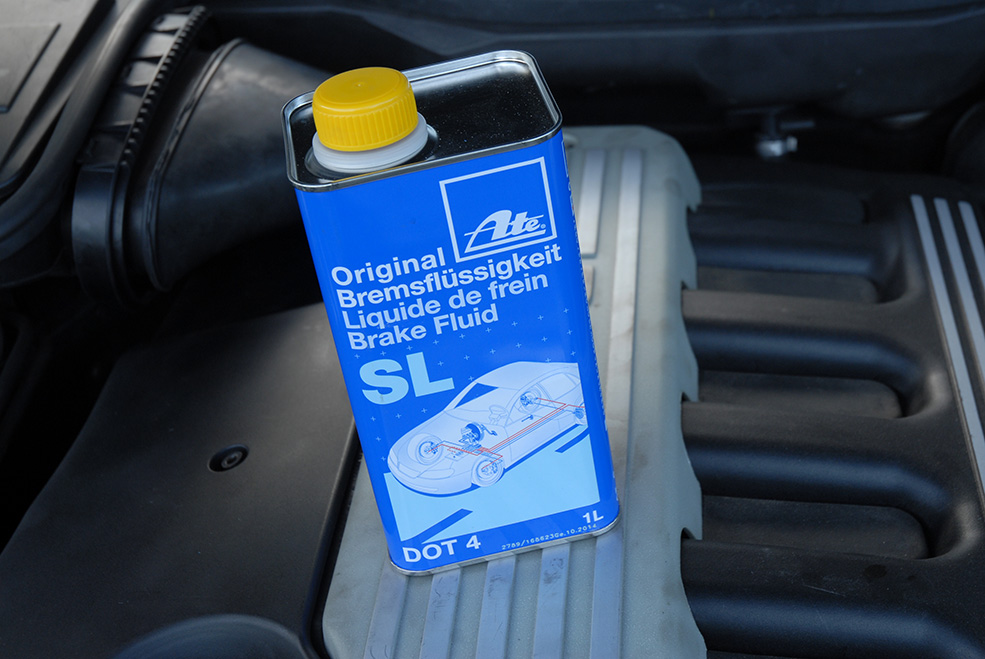 Ate®
Original
Bremsflüssigkeit
Liquide de frein
Brake Fluid
SL
1L
DOT 4